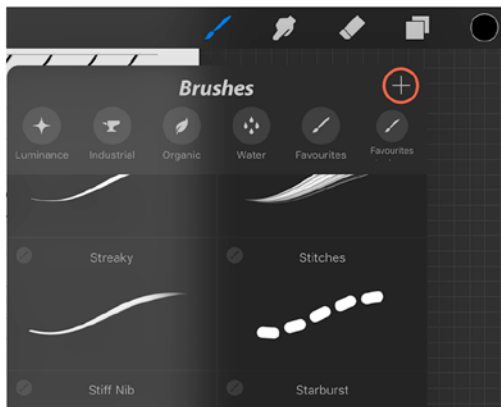 Brushes
Luminance Industrial Organic Water Favourites Favourites
Streaky Stitches
Stiff Nib Starburst